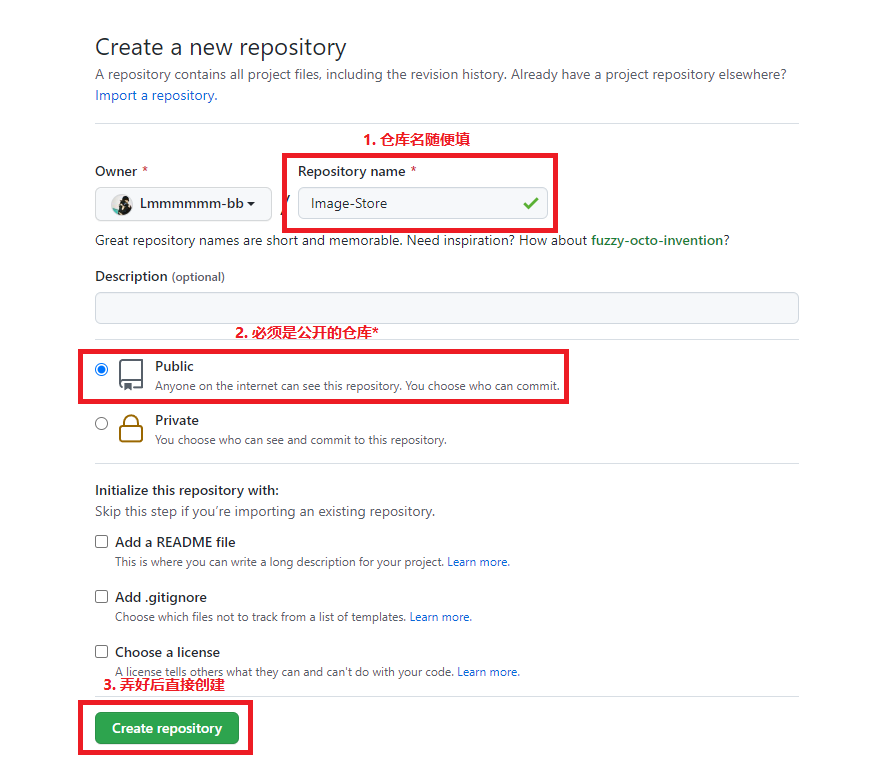 Create a new repository
A repository contains all project files, including the revision history. Already have a project repository elsewhere?
Import a repository.
1. 仓库名随便填
Owner *
Repository name *
Lmmmmmm-bb
/
Image-Store
Great repository names are short and memorable. Need inspiration? How about fuzzy-octo-invention?
Description (optional)
2. 必须是公开的仓库*
Public
Anyone on the internet can see this repository. You choose who can commit.
Private
You choose who can see and commit to this repository.
Initialize this repository with:
Skip this step if you’re importing an existing repository.
Add a README file
This is where you can write a long description for your project. Learn more.
Add .gitignore
Choose which files not to track from a list of templates. Learn more.
Choose a license
A license tells others what they can and can't do with your code. Learn more.
3. 弄好后直接创建
Create repository